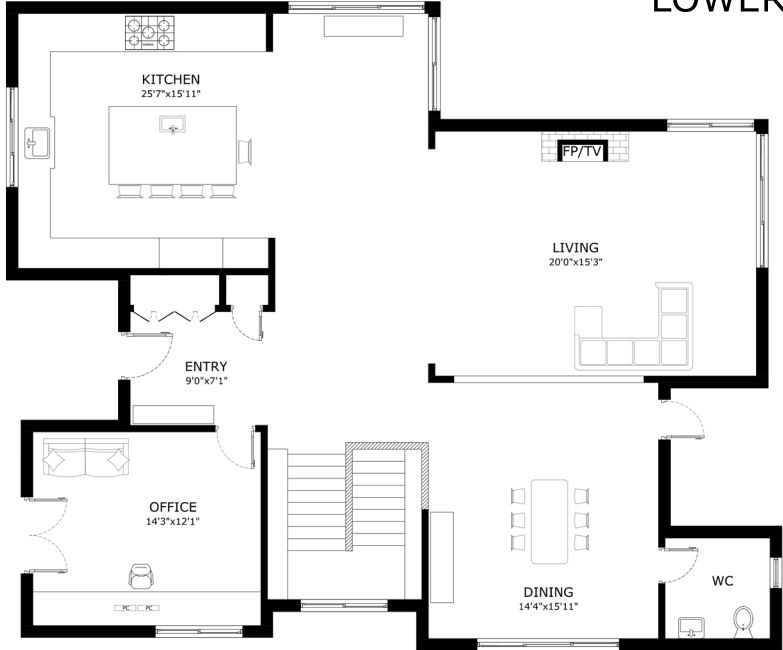 LOWER
KITCHEN
25'7"x15'11"
FP/TV
LIVING
20'0"x15'3"
ENTRY
9'0"x7'1"
OFFICE
14'3"x12'1"
PC PC
DINING
14'4"x15'11"
WC